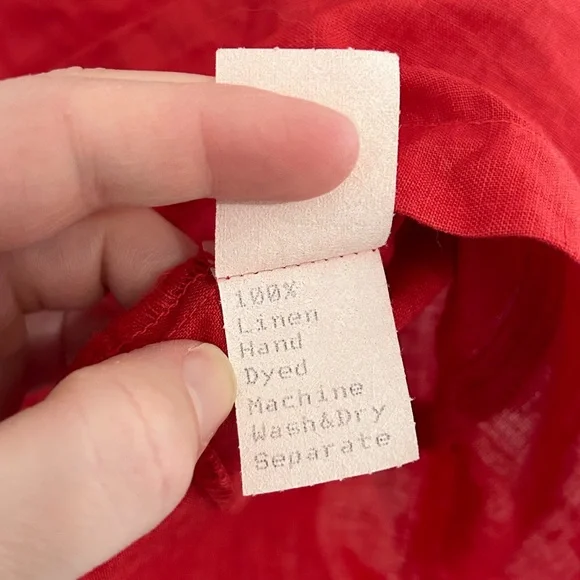 100%
Linen
Hand
Dyed
Machine
Wash&Dry
Separate